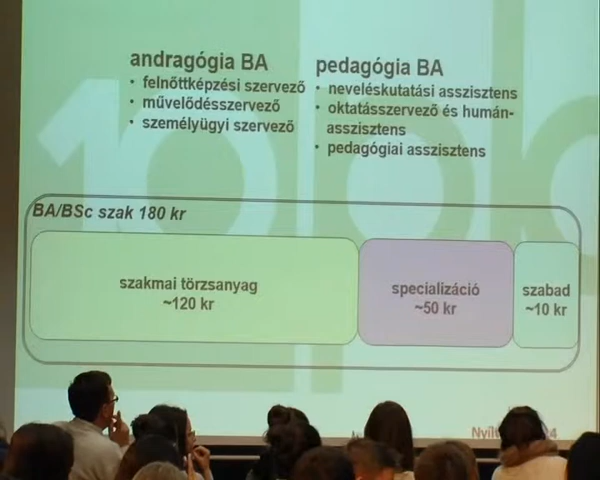 andragógia BA
• felnőttképzési szervező
• művelődésszervező
• személyügyi szervező
pedagógia BA
• neveléskutatási asszisztens
• oktatásszervező és humán-
asszisztens
• pedagógiai asszisztens
BA/BSc szak 180 kr
szakmai törzsanyag
~120 kr
specializáció
~50 kr
szabad
~10 kr